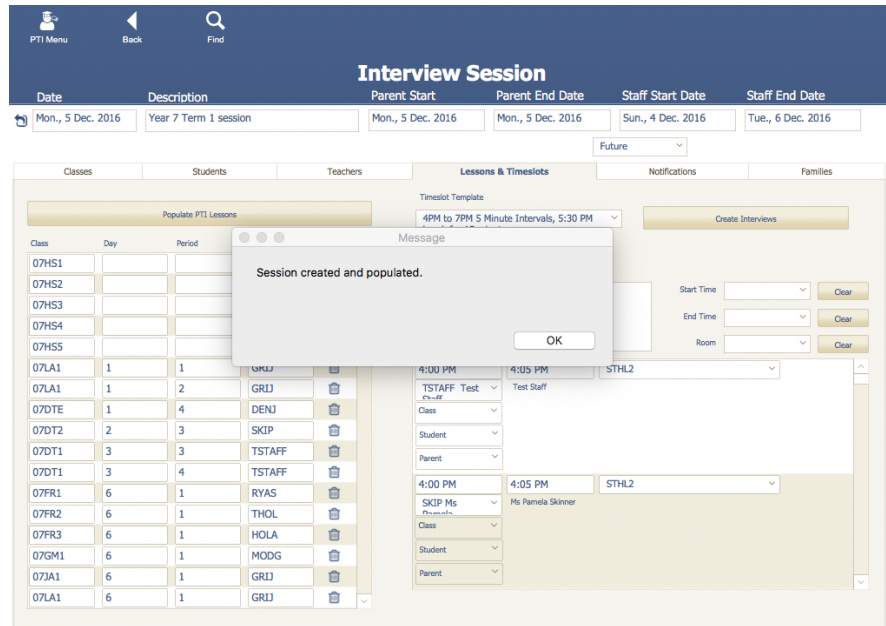 PTI Menu Back Find
Interview Session
Date Description Parent Start Parent End Date Staff Start Date Staff End Date
Mon., 5 Dec. 2016 Year 7 Term 1 session Mon., 5 Dec. 2016 Mon., 5 Dec. 2016 Sun., 4 Dec. 2016 Tue., 6 Dec. 2016
Future
Classes Students Teachers Lessons & Timeslots Notifications Families
Timeslot Template
Populate PTI Lessons
4PM to 7PM 5 Minute Intervals, 5:30 PM
Create Interviews
Class Day Period
Message
Session created and populated.
OK
07HS1
07HS2
07HS3
07HS4
07HS5
Start Time Clear
End Time Clear
Room Clear
07LA1 1 1 GRIJ
07LA1 1 2 GRIJ
07DTE 1 4 DENJ
07DT2 2 3 SKIP
07DT1 3 3 TSTAFF
07DT1 3 4 TSTAFF
07FR1 6 1 RYAS
07FR2 6 1 THOL
07FR3 6 1 HOLA
07GM1 6 1 MODG
07JA1 6 1 GRIJ
07LA1 6 1 GRIJ
4:00 PM 4:05 PM STHL2
TSTAFF Test Test Staff
Staff
Class
Student
Parent
4:00 PM 4:05 PM STHL2
SKIP Ms Ms Pamela Skinner
Pamela
Class
Student
Parent